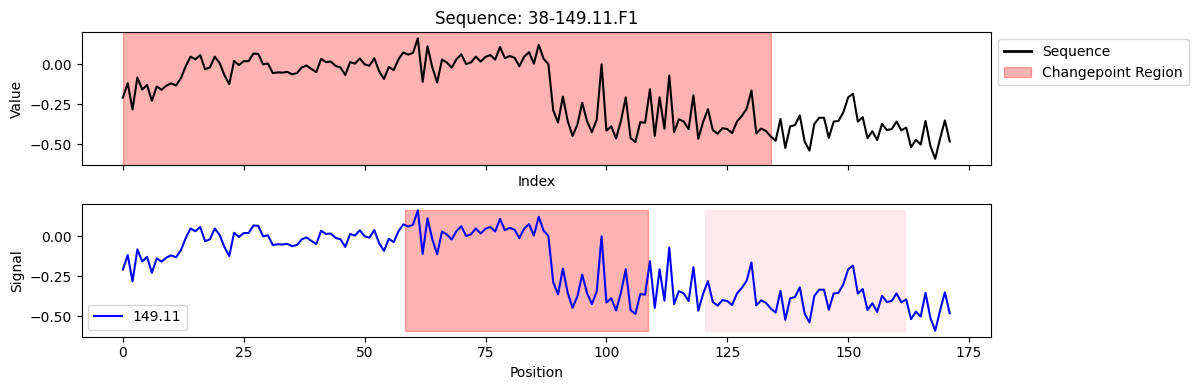 Sequence: 38-149.11.F1
0.00
−0.25
−0.50
Value
Index
Sequence
Changepoint Region
0.00
−0.25
−0.50
Signal
149.11
0 25 50 75 100 125 150 175
Position